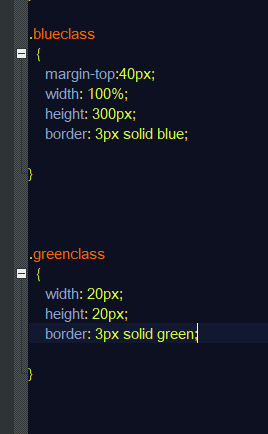 .blueclass
{
margin-top:40px;
width: 100%;
height: 300px;
border: 3px solid blue;
}
.greenclass
{
width: 20px;
height: 20px;
border: 3px solid green;
}